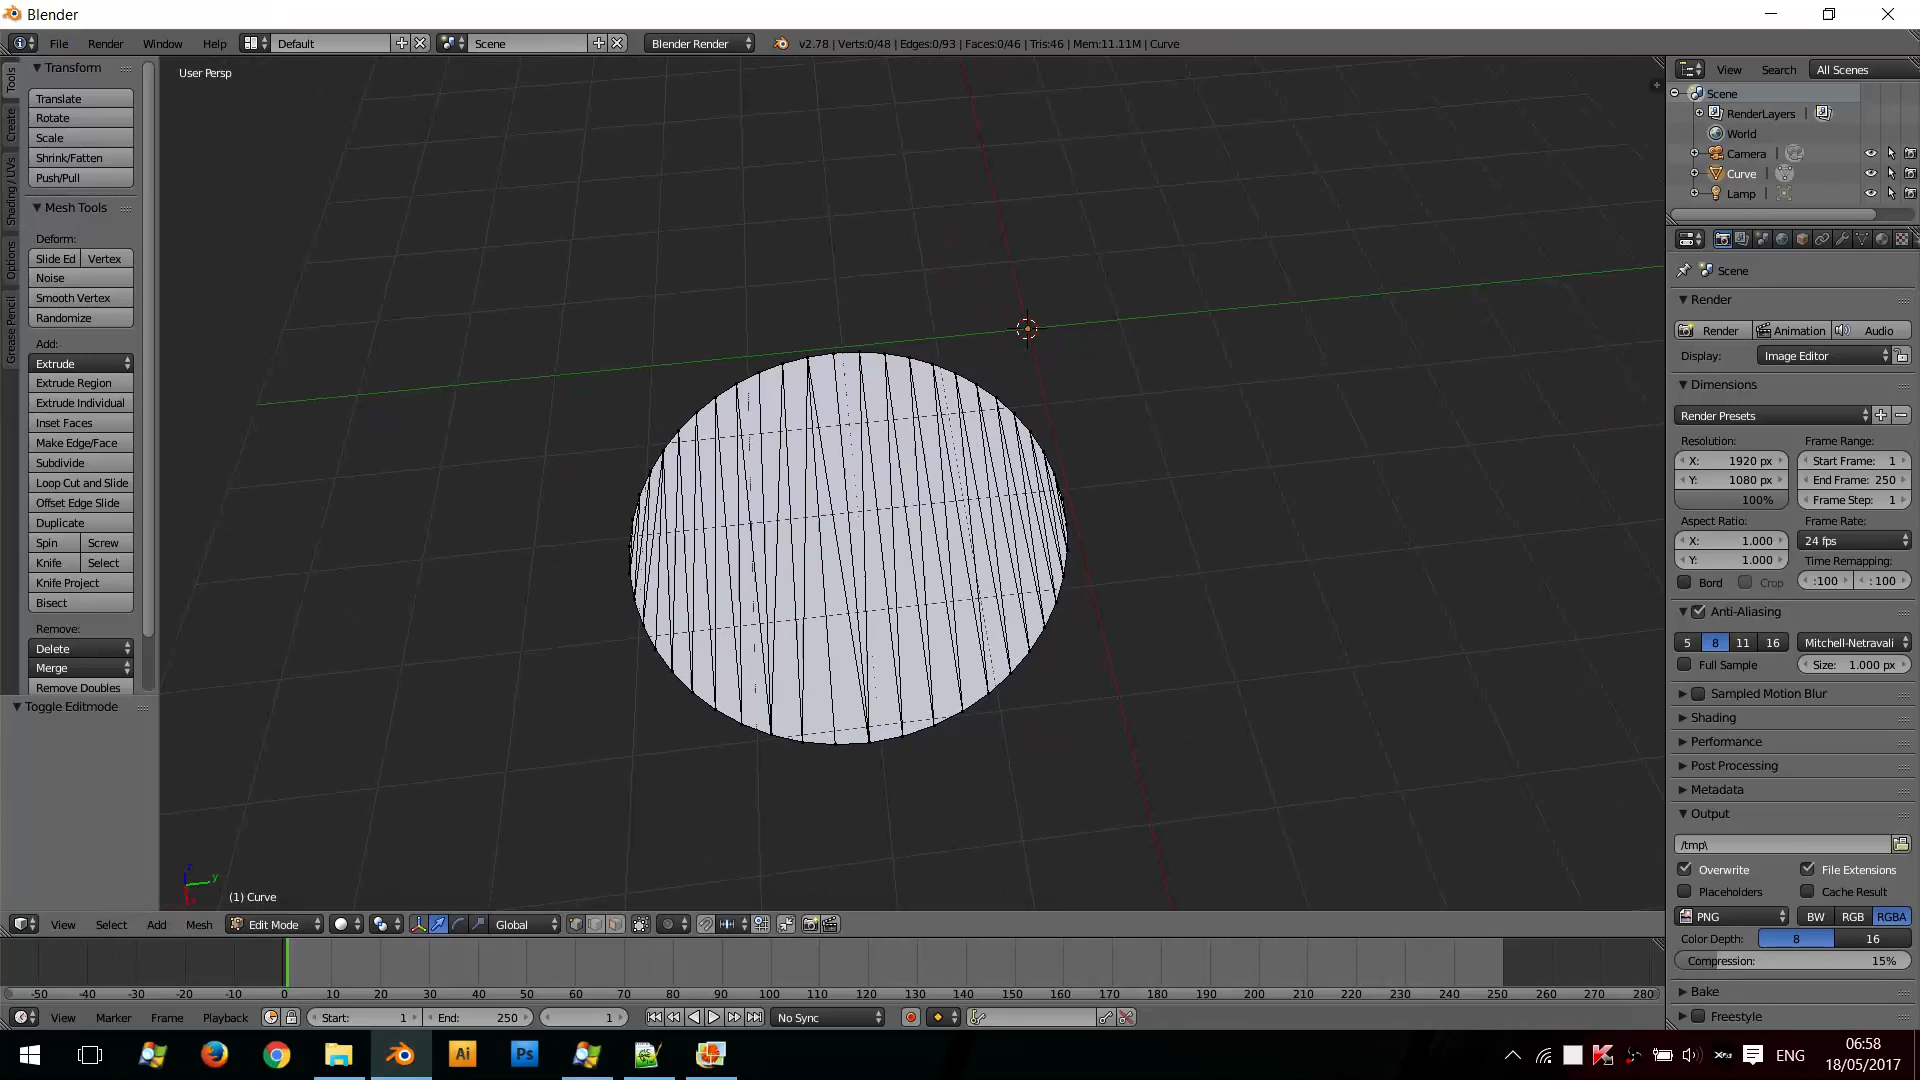 Blender
File Render Window Help Default Scene Blender Render v2.78 | Verts:0/48 | Edges:0/93 | Faces:0/46 | Tris:46 | Mem:11.11M | Curve
Tools
Create
Shading / UVs
Options
Grease Pencil
Transform
Translate
Rotate
Scale
Shrink/Fatten
Push/Pull
Mesh Tools
Deform:
Slide Ed Vertex
Noise
Smooth Vertex
Randomize
Add:
Extrude
Extrude Region
Extrude Individual
Inset Faces
Make Edge/Face
Subdivide
Loop Cut and Slide
Offset Edge Slide
Duplicate
Spin Screw
Knife Select
Knife Project
Bisect
Remove:
Delete
Merge
Remove Doubles
Toggle Editmode
User Persp
z
y
x
(1) Curve
View Search All Scenes
Scene
RenderLayers |
World
Camera |
Curve |
Lamp |
Scene
Render
Render Animation Audio
Display: Image Editor
Dimensions
Render Presets
Resolution: Frame Range:
X: 1920 px Start Frame: 1
Y: 1080 px End Frame: 250
100% Frame Step: 1
Aspect Ratio: Frame Rate:
X: 1.000 24 fps
Y: 1.000 Time Remapping:
Bord Crop :100 : 100
Anti-Aliasing
5 8 11 16 Mitchell-Netravali
Full Sample Size: 1.000 px
Sampled Motion Blur
Shading
Performance
Post Processing
Metadata
Output
/tmp\
Overwrite File Extensions
Placeholders Cache Result
PNG BW RGB RGBA
Color Depth: 8 16
Compression: 15%
Bake
Freestyle
View Select Add Mesh Edit Mode Global
-50 -40 -30 -20 -10 0 10 20 30 40 50 60 70 80 90 100 110 120 130 140 150 160 170 180 190 200 210 220 230 240 250 260 270 280
View Marker Frame Playback Start: 1 End: 250 1 No Sync
Ai Ps ENG 06:58
18/05/2017